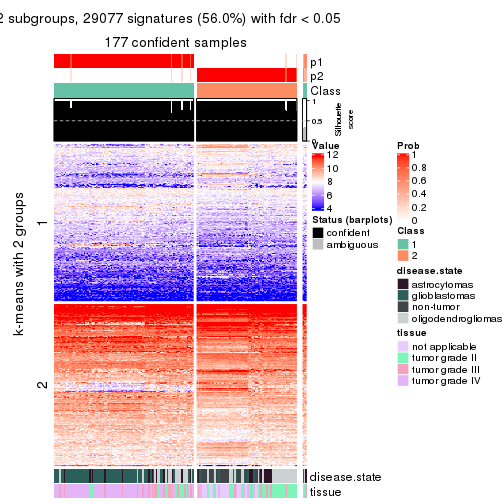 2 subgroups, 29077 signatures (56.0%) with fdr < 0.05
177 confident samples
p1
p2
Class
1
0.5
0
Silhouette score
k-means with 2 groups
1
2
Value
12
10
8
6
4
Status (barplots)
confident
ambiguous
Prob
1
0.8
0.6
0.4
0.2
0
Class
1
2
disease.state
astrocytomas
glioblastomas
non-tumor
oligodendrogliomas
tissue
not applicable
tumor grade II
tumor grade III
tumor grade IV
disease.state
tissue